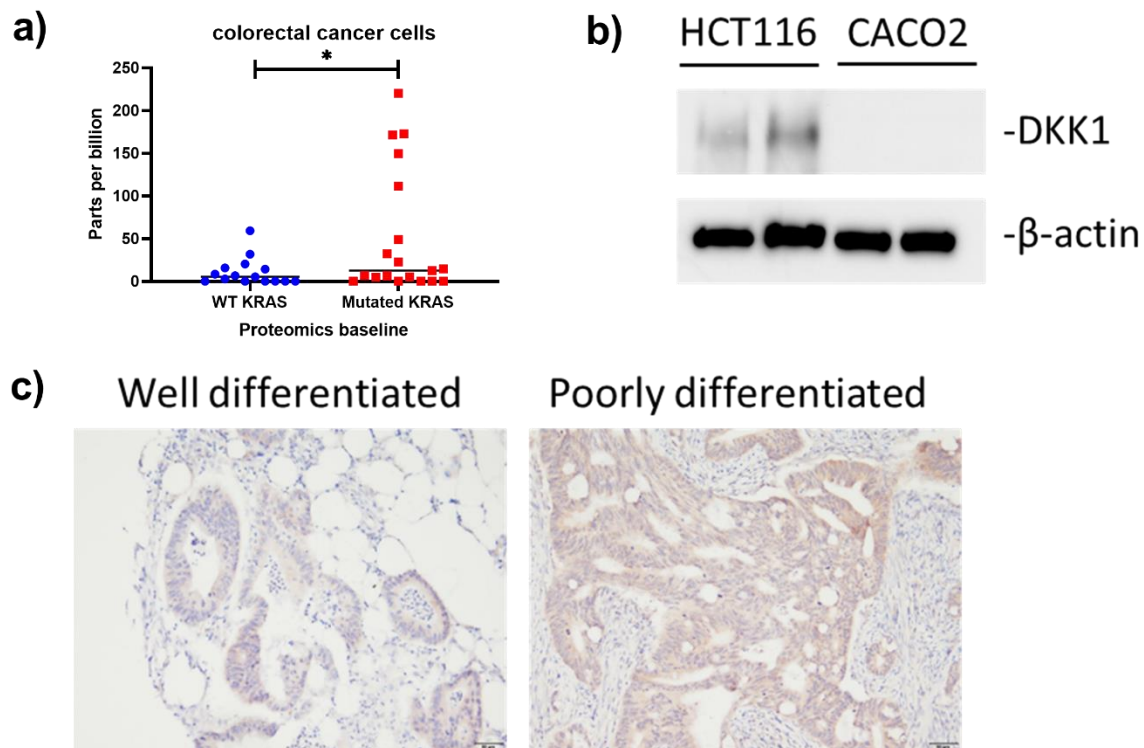 a)
colorectal cancer cells
*
250
200
150
100
50
0
Parts per billion
WT KRAS Mutated KRAS
Proteomics baseline
b)
HCT116 CACO2
-DKK1
-β-actin
c)
Well differentiated Poorly differentiated